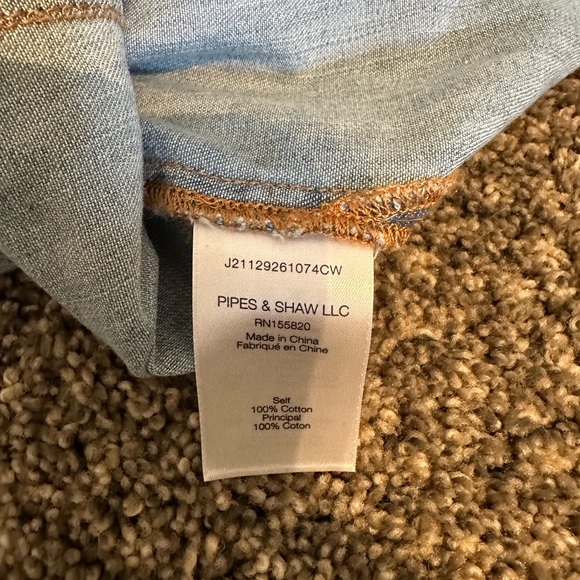 J21129261074CW
PIPES & SHAW LLC
RN155820
Made in China
Fabriqué en Chine
Self
100% Cotton
Principal
100% Coton